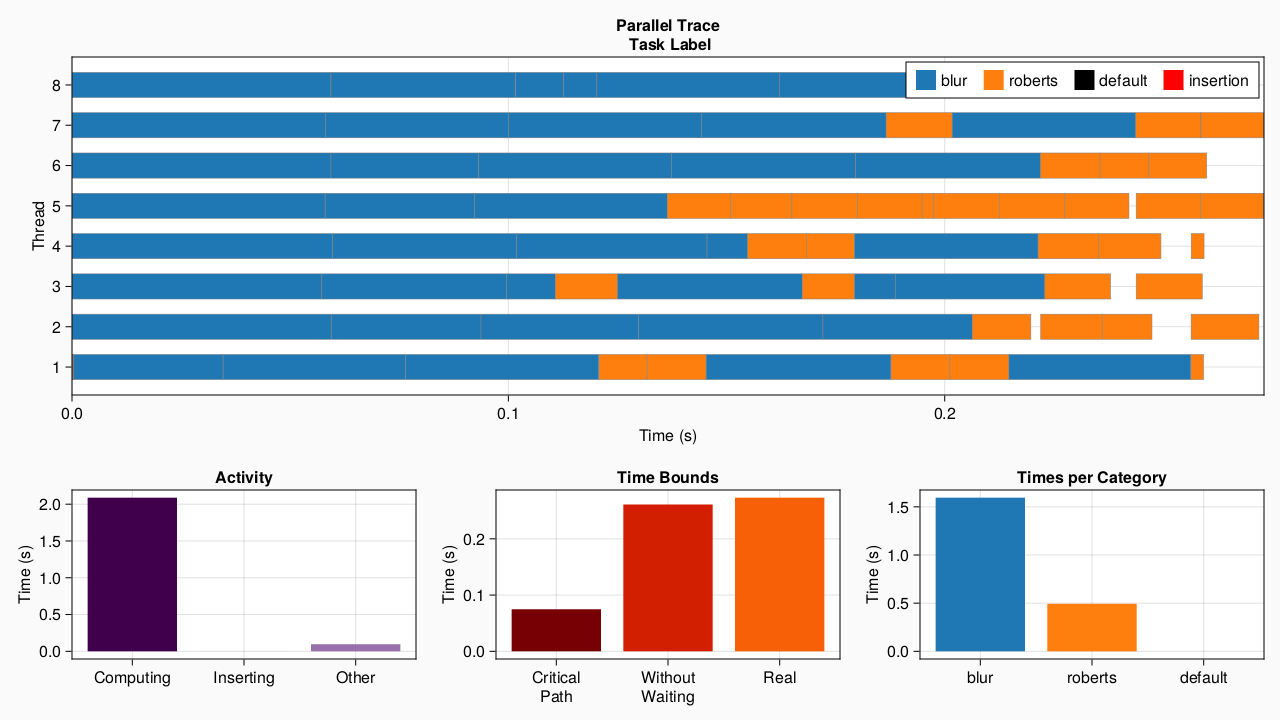 Parallel Trace
Task Label
blur roberts default insertion
Thread
8
7
6
5
4
3
2
1
0.0 0.1 0.2
Time (s)
Activity
Time (s)
2.0
1.5
1.0
0.5
0.0
Computing Inserting Other
Time Bounds
Time (s)
0.2
0.1
0.0
Critical Path
Without Waiting
Real
Times per Category
Time (s)
1.5
1.0
0.5
0.0
blur roberts default